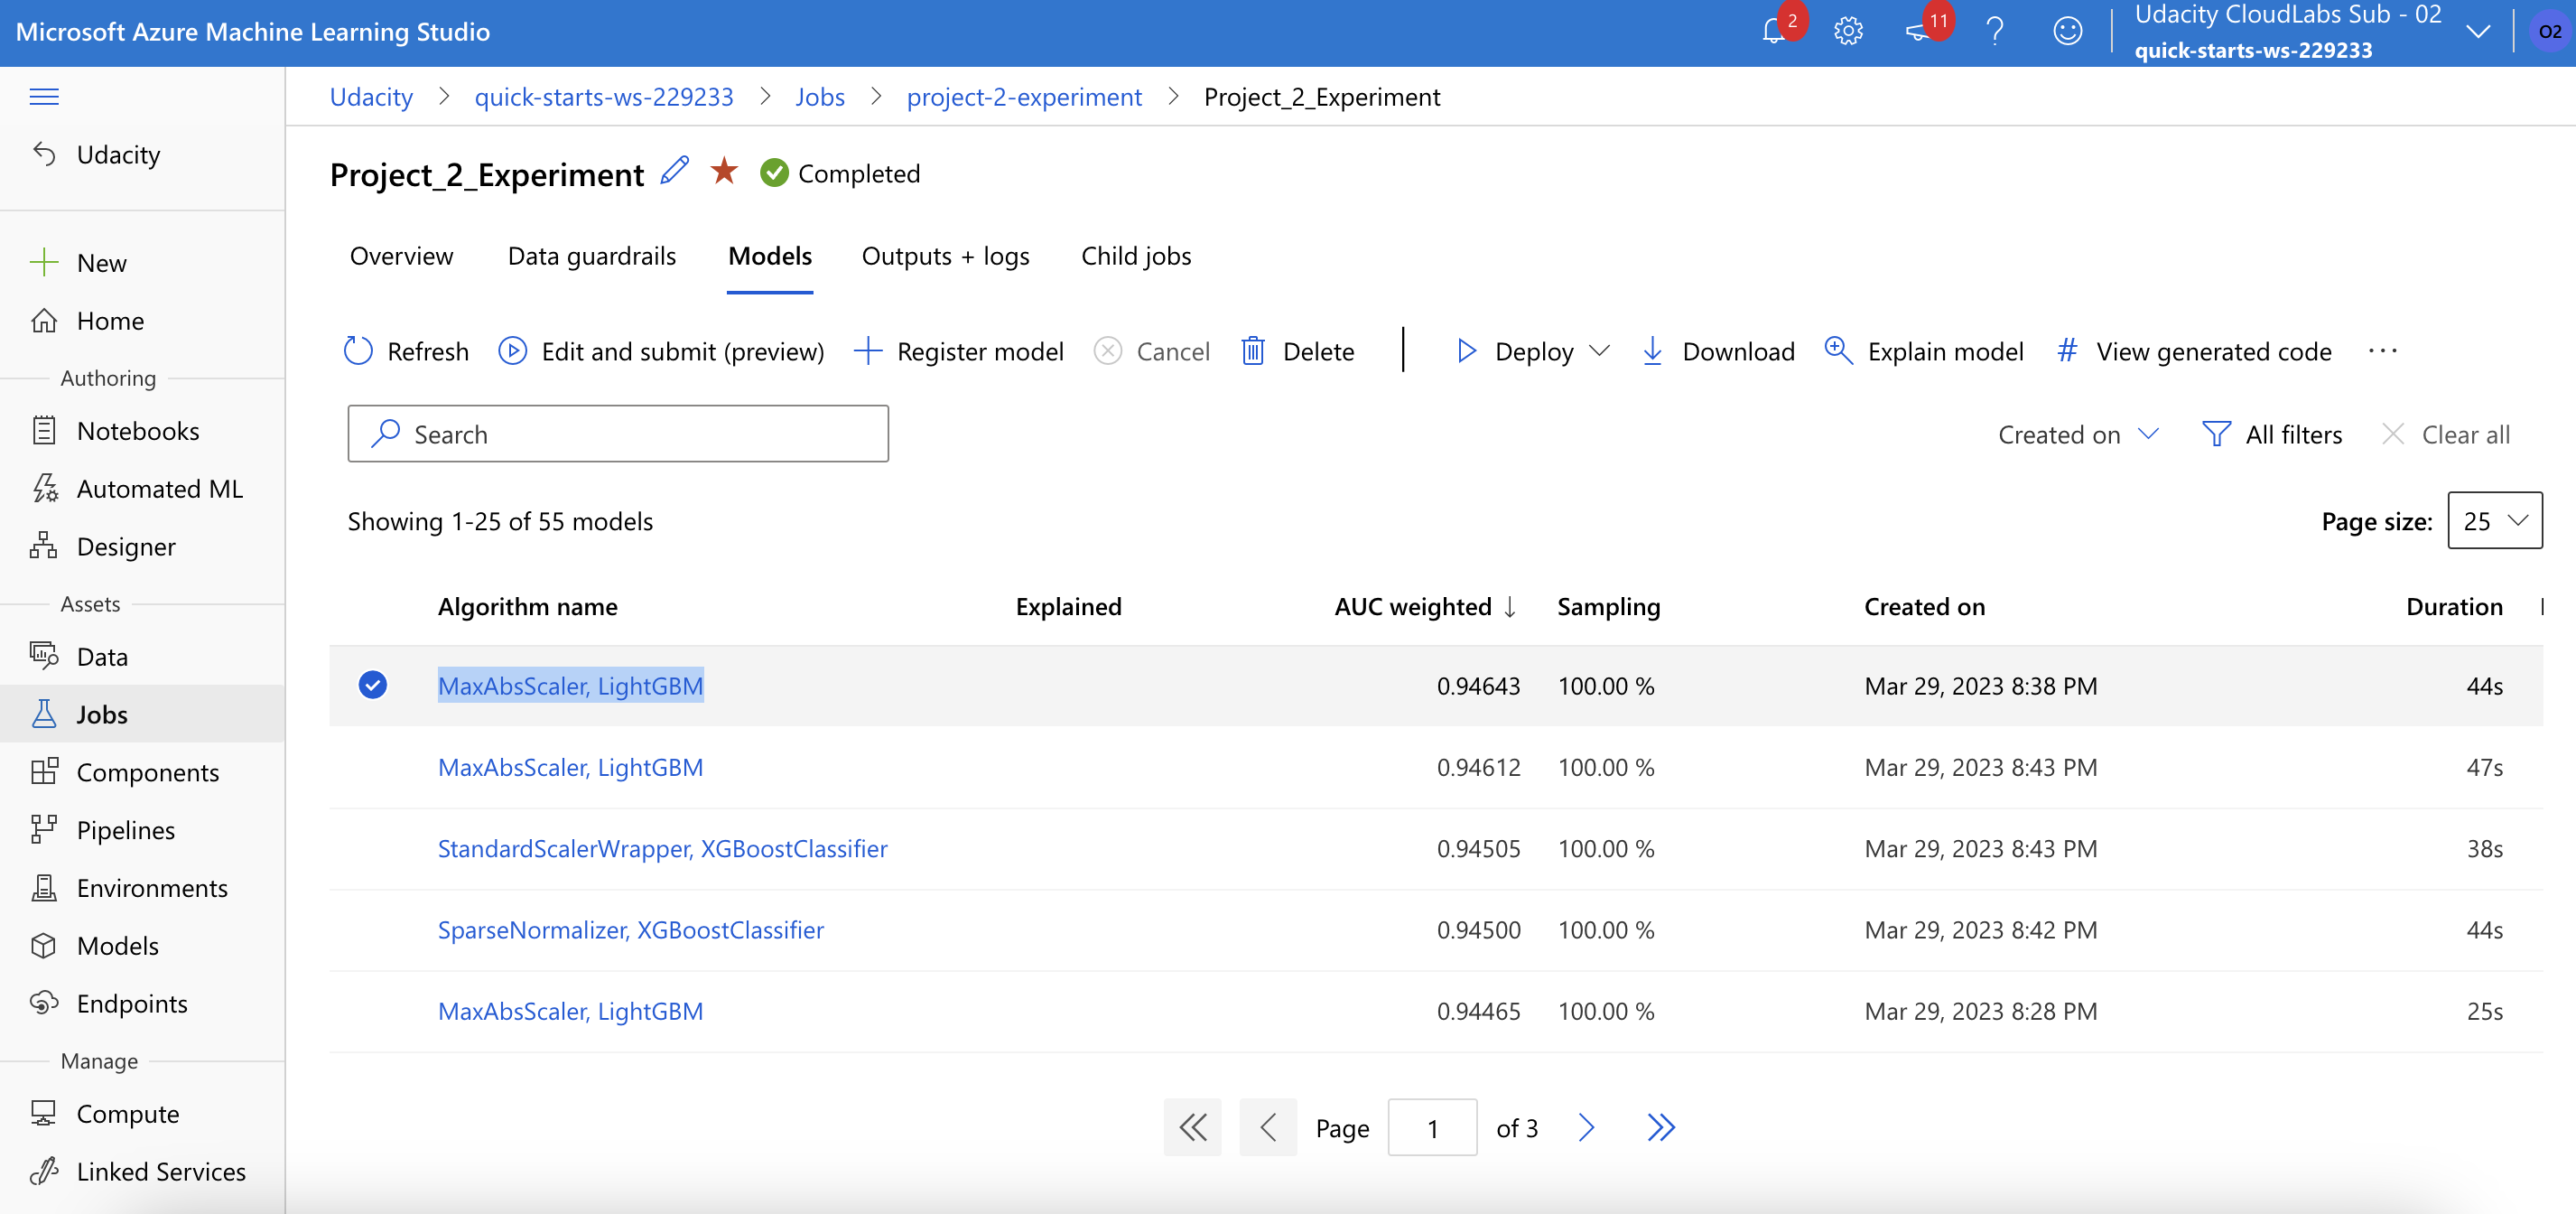 Microsoft Azure Machine Learning Studio
2
11
Udacity CloudLabs Sub - 02
quick-starts-ws-229233
O2
Udacity > quick-starts-ws-229233 > Jobs > project-2-experiment > Project_2_Experiment
Udacity
New
Home
Authoring
Notebooks
Automated ML
Designer
Assets
Data
Jobs
Components
Pipelines
Environments
Models
Endpoints
Manage
Compute
Linked Services
Project_2_Experiment Completed
Overview Data guardrails Models Outputs + logs Child jobs
Refresh Edit and submit (preview) Register model Cancel Delete Deploy Download Explain model # View generated code ...
Search
Created on All filters Clear all
Showing 1-25 of 55 models
Page size: 25
Algorithm name Explained AUC weighted ↓ Sampling Created on Duration
MaxAbsScaler, LightGBM 0.94643 100.00 % Mar 29, 2023 8:38 PM 44s
MaxAbsScaler, LightGBM 0.94612 100.00 % Mar 29, 2023 8:43 PM 47s
StandardScalerWrapper, XGBoostClassifier 0.94505 100.00 % Mar 29, 2023 8:43 PM 38s
SparseNormalizer, XGBoostClassifier 0.94500 100.00 % Mar 29, 2023 8:42 PM 44s
MaxAbsScaler, LightGBM 0.94465 100.00 % Mar 29, 2023 8:28 PM 25s
Page 1 of 3